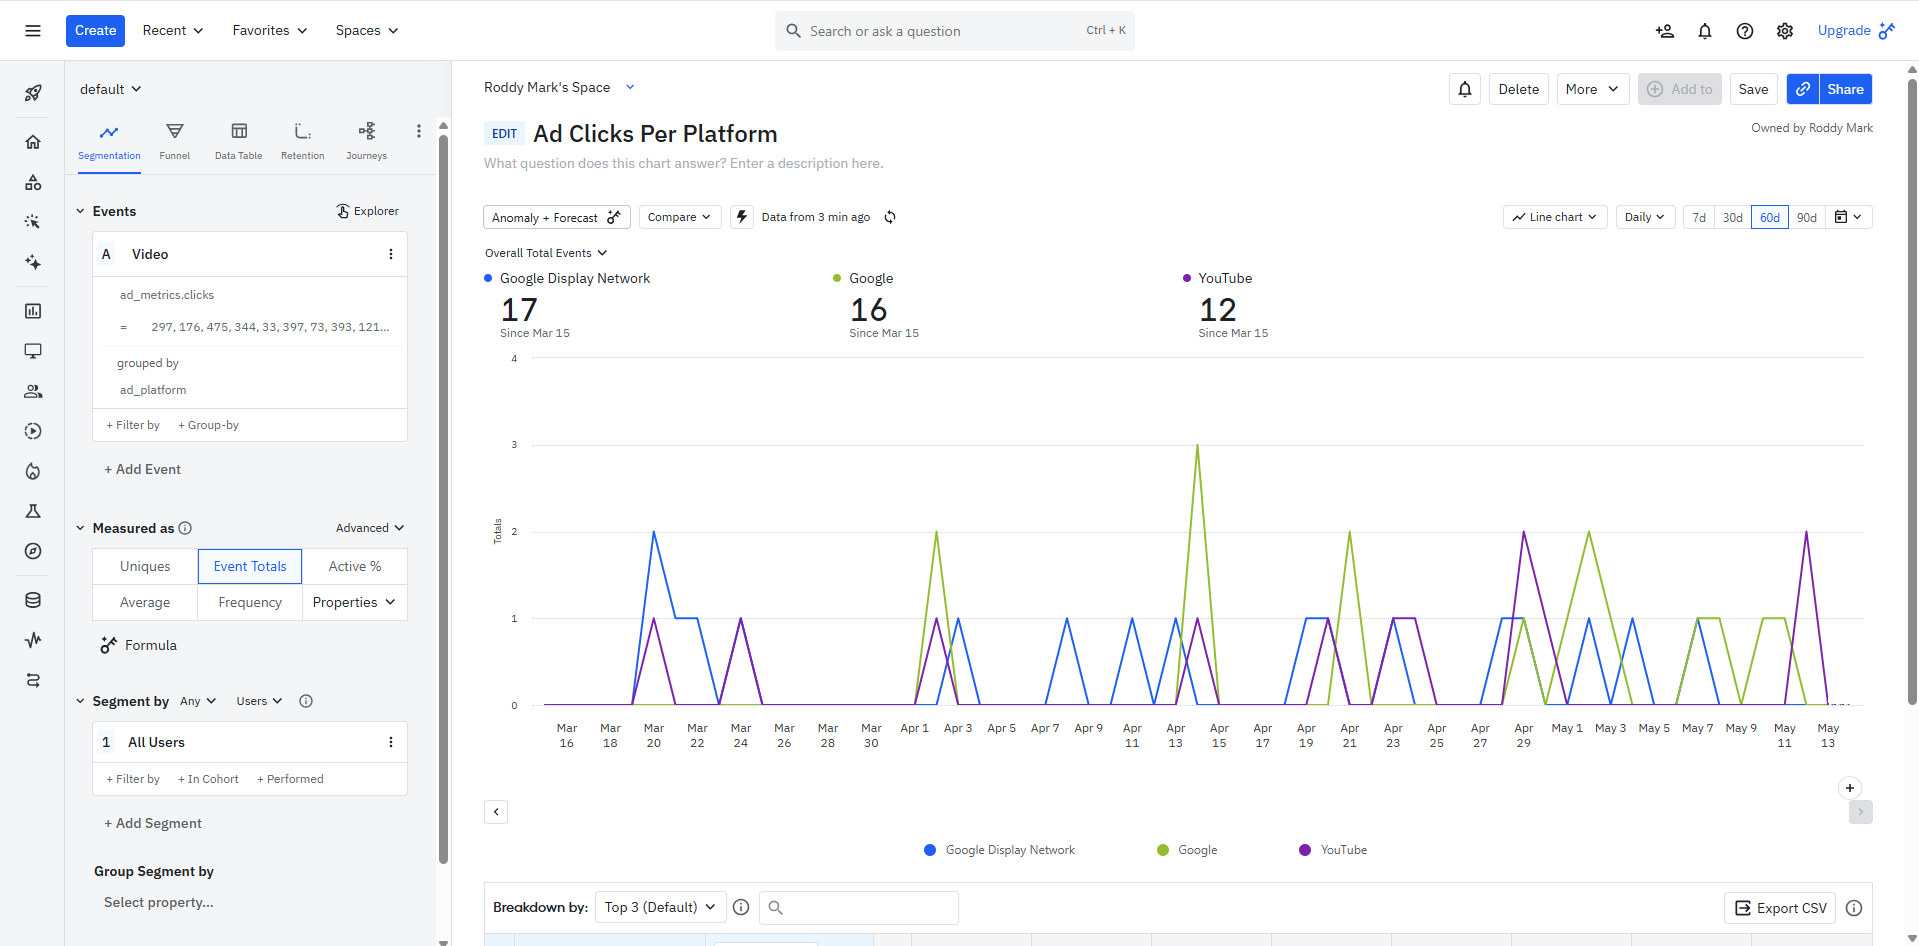 Create
Recent
Favorites
Spaces
Search or ask a question
Ctrl + K
Upgrade
default
Segmentation
Funnel
Data Table
Retention
Journeys
Events
Explorer
A Video
ad_metrics.clicks
= 297, 176, 475, 344, 33, 397, 73, 393, 121...
grouped by
ad_platform
+ Filter by + Group-by
+ Add Event
Measured as
Advanced
Uniques Event Totals Active %
Average Frequency Properties
Formula
Segment by Any Users
1 All Users
+ Filter by + In Cohort + Performed
+ Add Segment
Group Segment by
Select property...
Roddy Mark's Space
Delete
More
Add to
Save
Share
EDIT Ad Clicks Per Platform
Owned by Roddy Mark
What question does this chart answer? Enter a description here.
Anomaly + Forecast
Compare
Data from 3 min ago
Line chart
Daily
7d 30d 60d 90d
Overall Total Events
Google Display Network
17
Since Mar 15
Google
16
Since Mar 15
YouTube
12
Since Mar 15
Totals
4
3
2
1
0
Mar 16
Mar 18
Mar 20
Mar 22
Mar 24
Mar 26
Mar 28
Mar 30
Apr 1
Apr 3
Apr 5
Apr 7
Apr 9
Apr 11
Apr 13
Apr 15
Apr 17
Apr 19
Apr 21
Apr 23
Apr 25
Apr 27
Apr 29
May 1
May 3
May 5
May 7
May 9
May 11
May 13
Google Display Network
Google
YouTube
Breakdown by: Top 3 (Default)
Export CSV